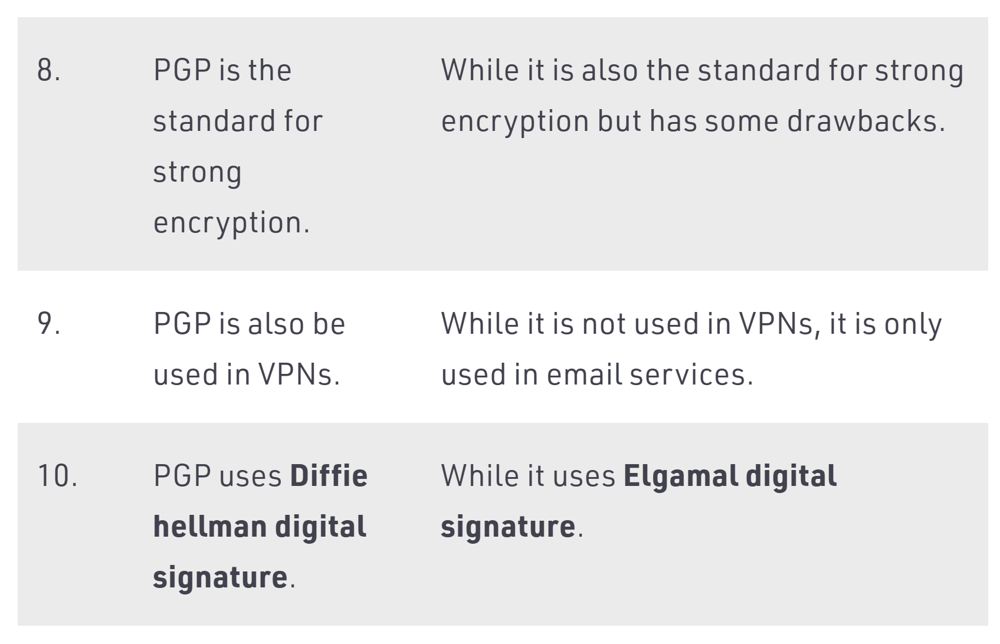 8.
PGP is the
standard for
strong
encryption.
While it is also the standard for strong
encryption but has some drawbacks.
9.
PGP is also be
used in VPNs.
While it is not used in VPNs, it is only
used in email services.
10.
PGP uses Diffie
hellman digital
signature.
While it uses Elgamal digital
signature.